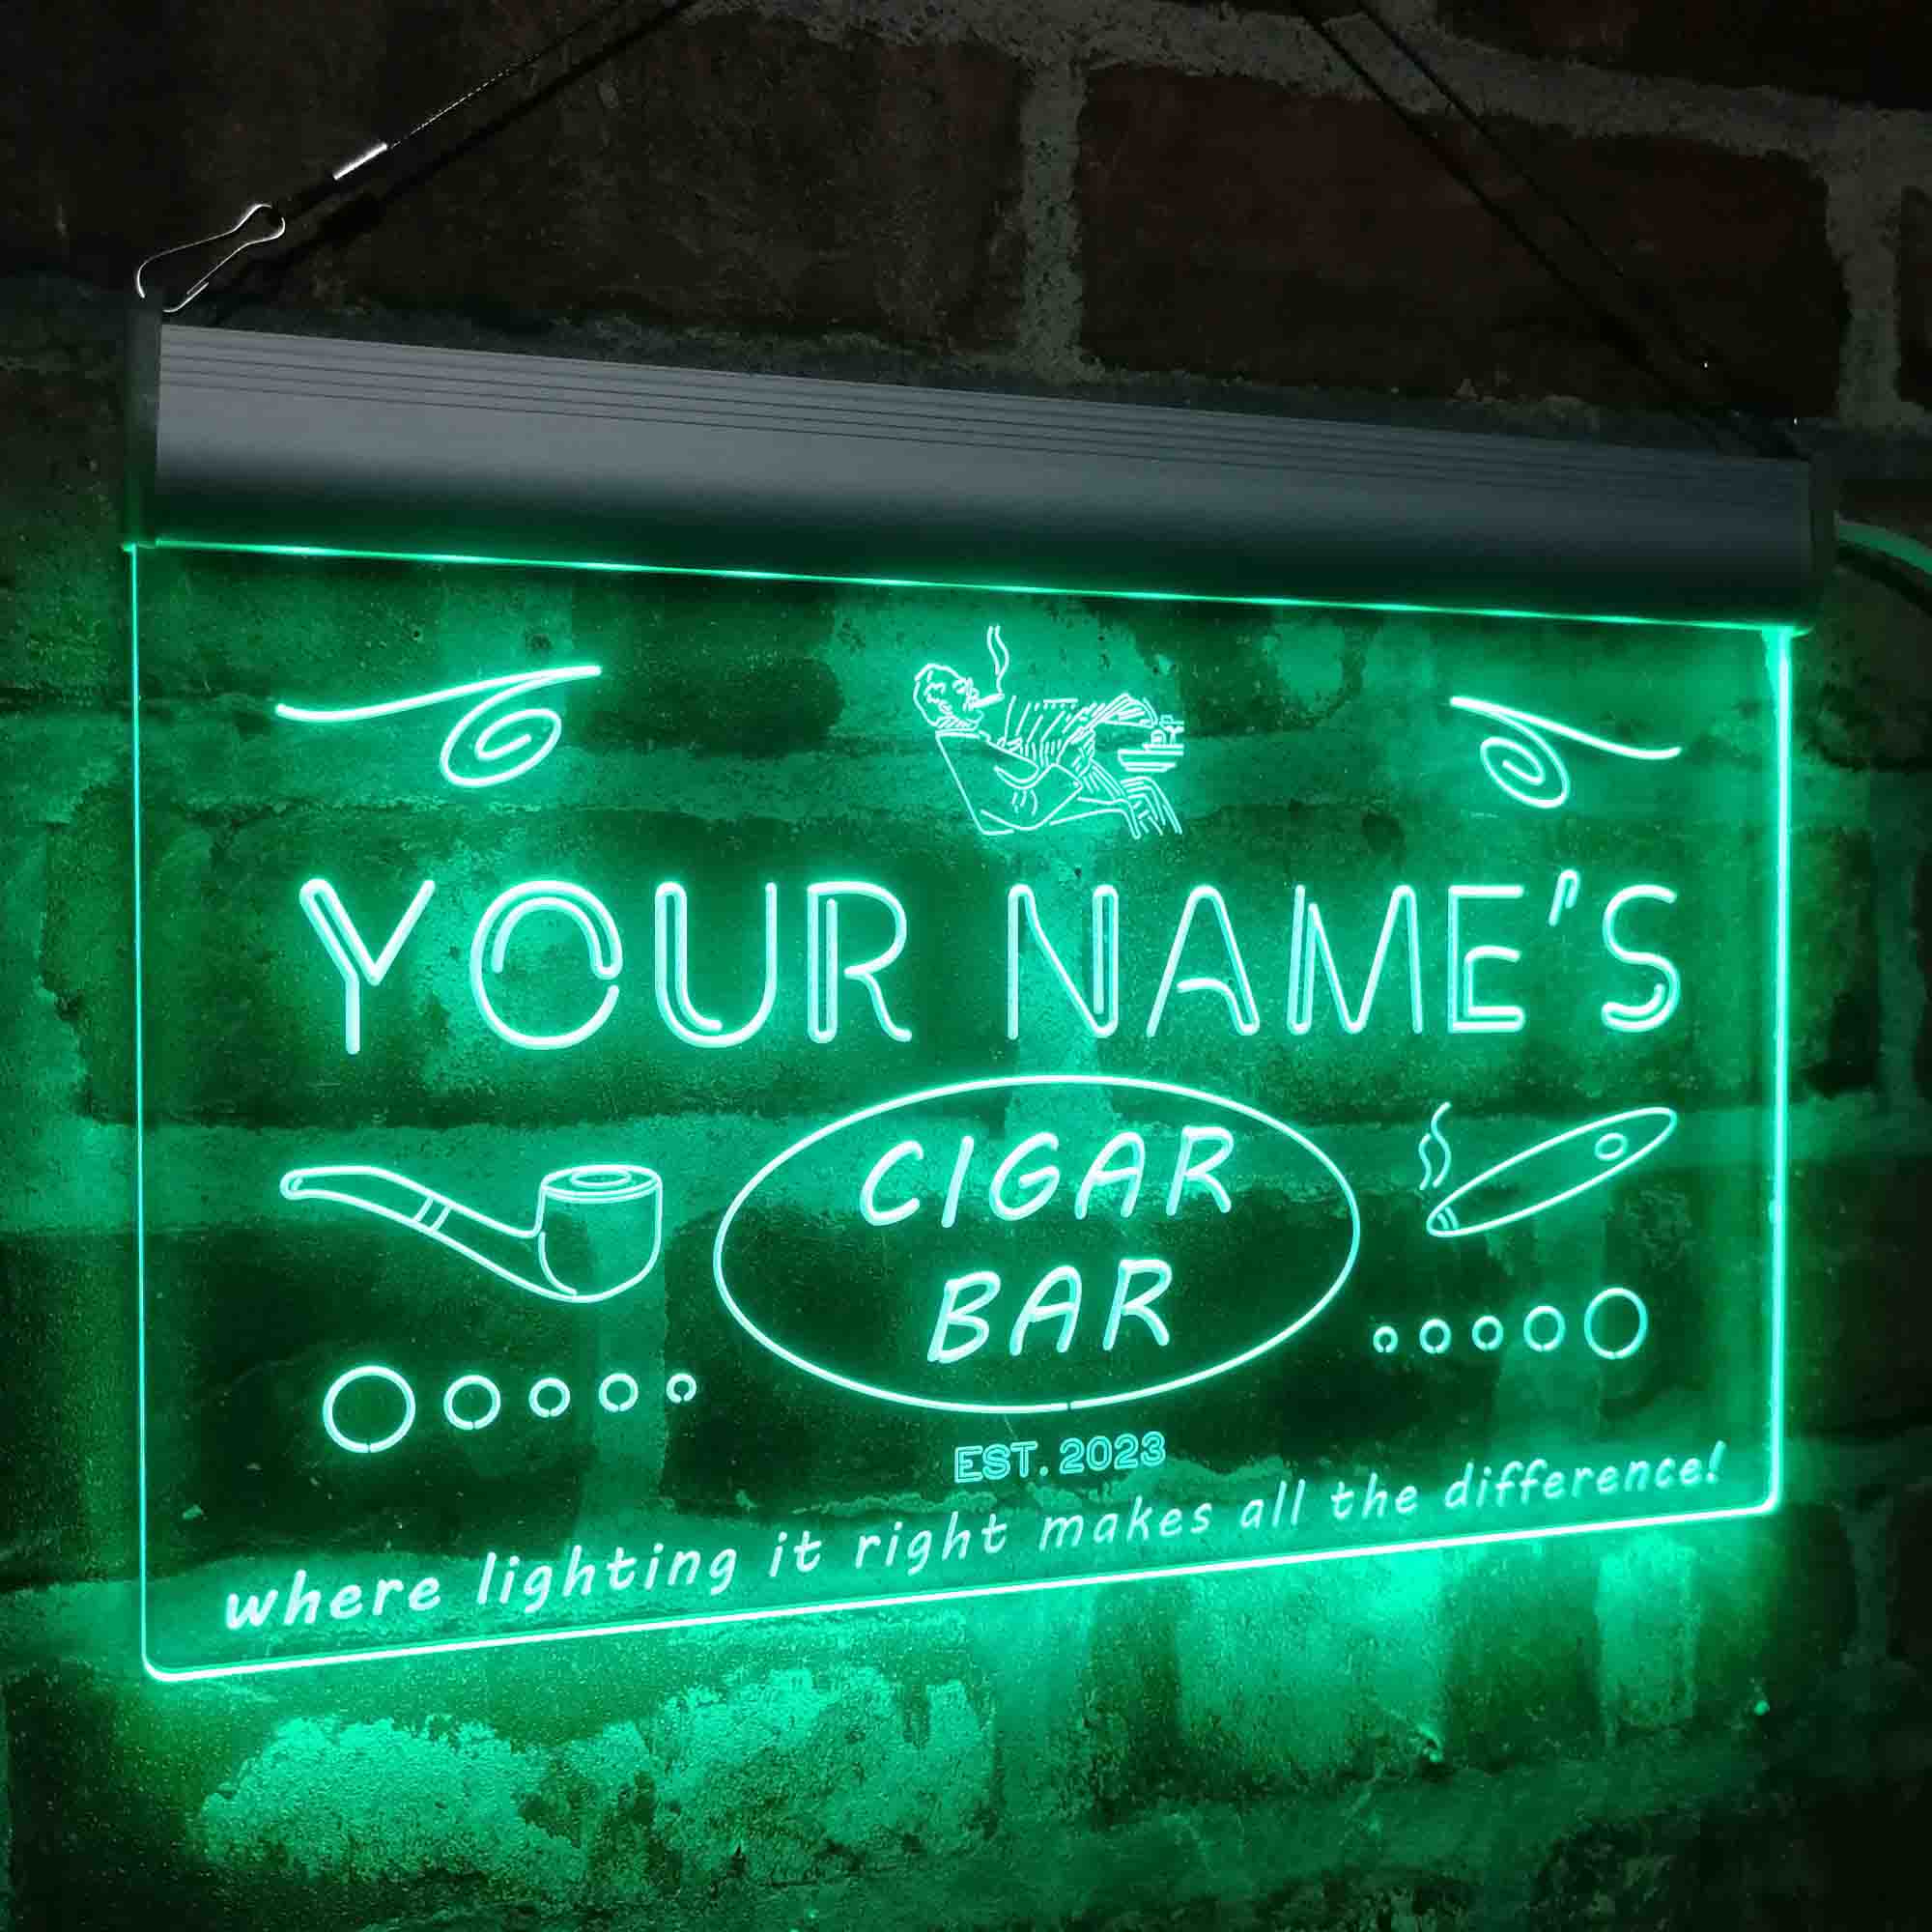 YOUR NAME'S
CIGAR
BAR
EST. 2023
where lighting it right makes all the difference!